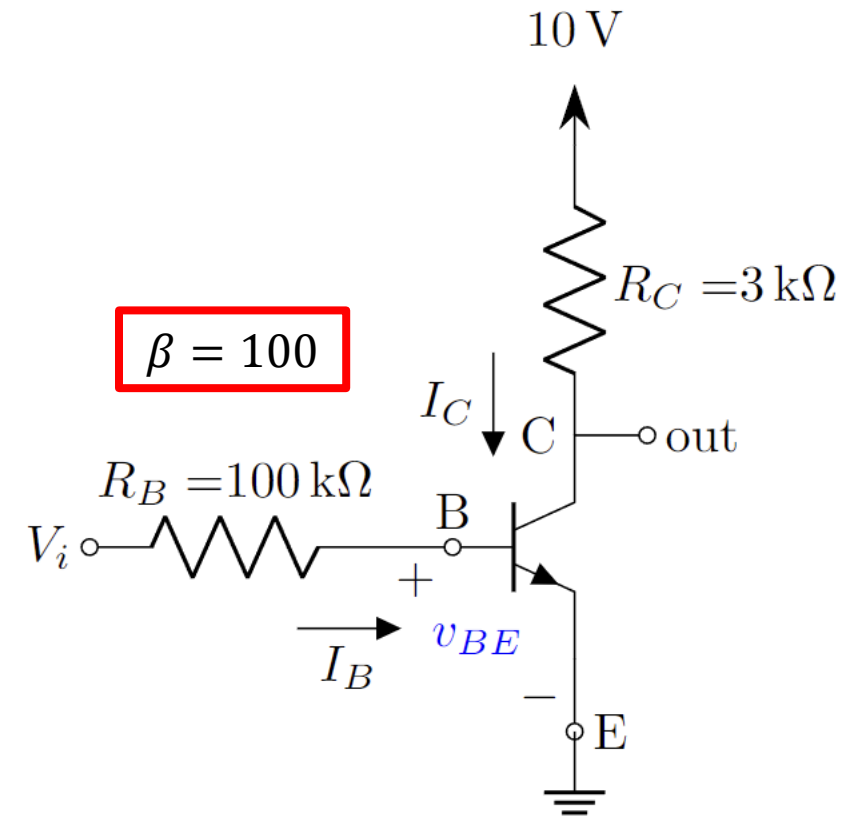 10 V
R_C =3 kΩ
β = 100
I_C
C
out
R_B =100 kΩ
B
V_i
+
v_BE
I_B
−
E